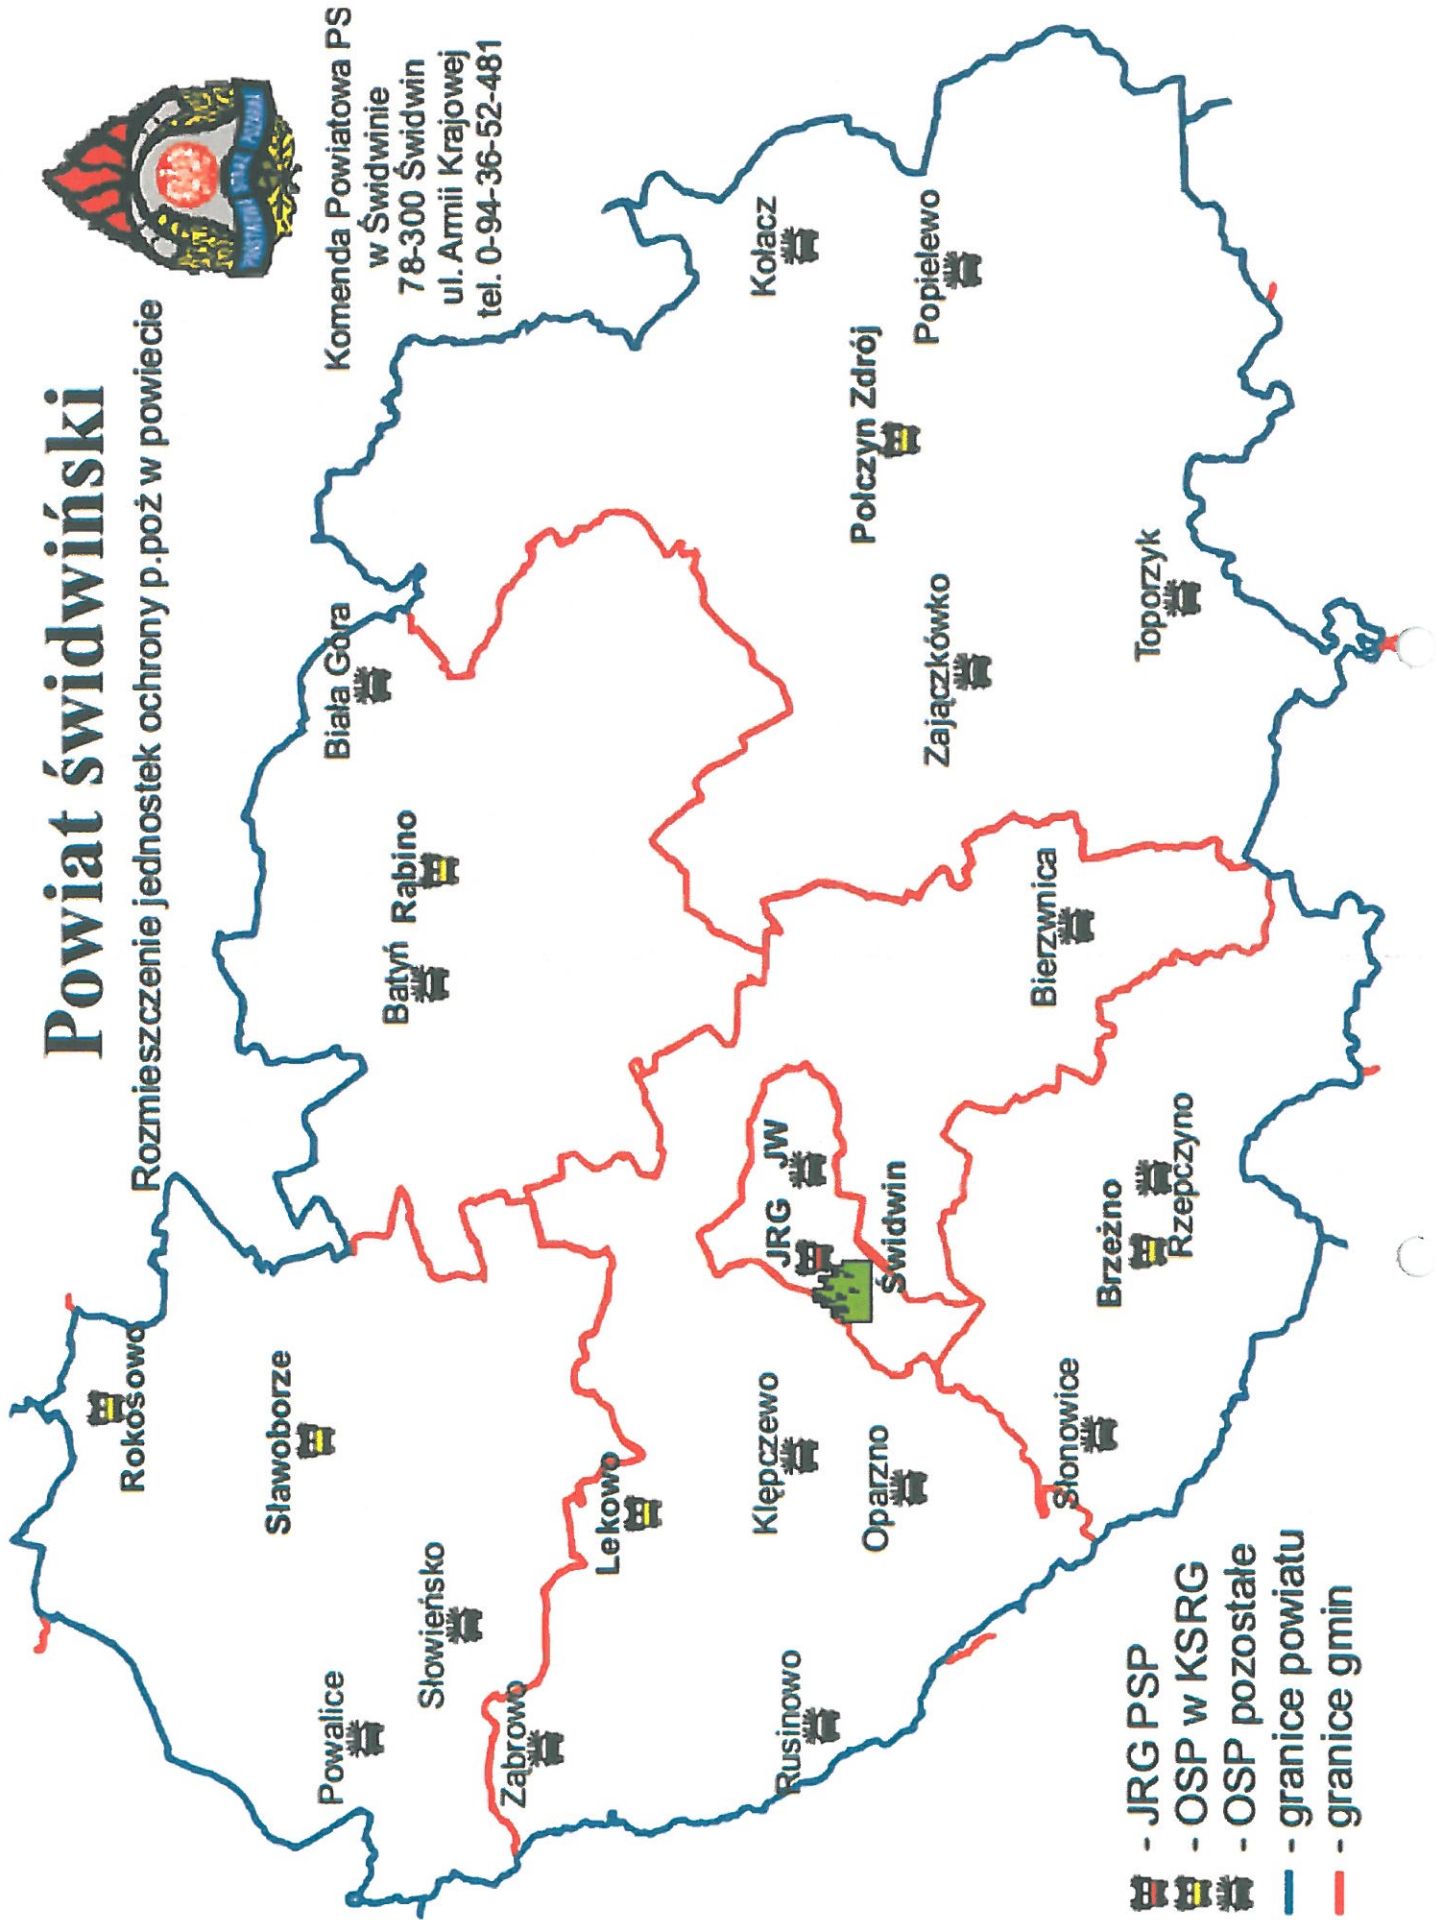 Powiat świdwiński
Rozmieszczenie jednostek ochrony p.poż w powiecie
Komenda Powiatowa PS
w Świdwinie
78-300 Świdwin
ul. Armii Krajowej
tel. 0-94-36-52-481
Rokosowo
Sławoborze
Powalice
Słowieńsko
Ząbrowo
Lekowo
Biała Góra
Rąbino
Batyń
Kołacz
Popielewo
Połczyn Zdrój
Zajączkówko
Toporzyk
Bierzwnica
JRG
JW
Świdwin
Klępczewo
Oparzno
Rusinowo
Słonowice
Brzeżno
Rzepczyno
- JRG PSP
- OSP w KSRG
- OSP pozostałe
- granice powiatu
- granice gmin